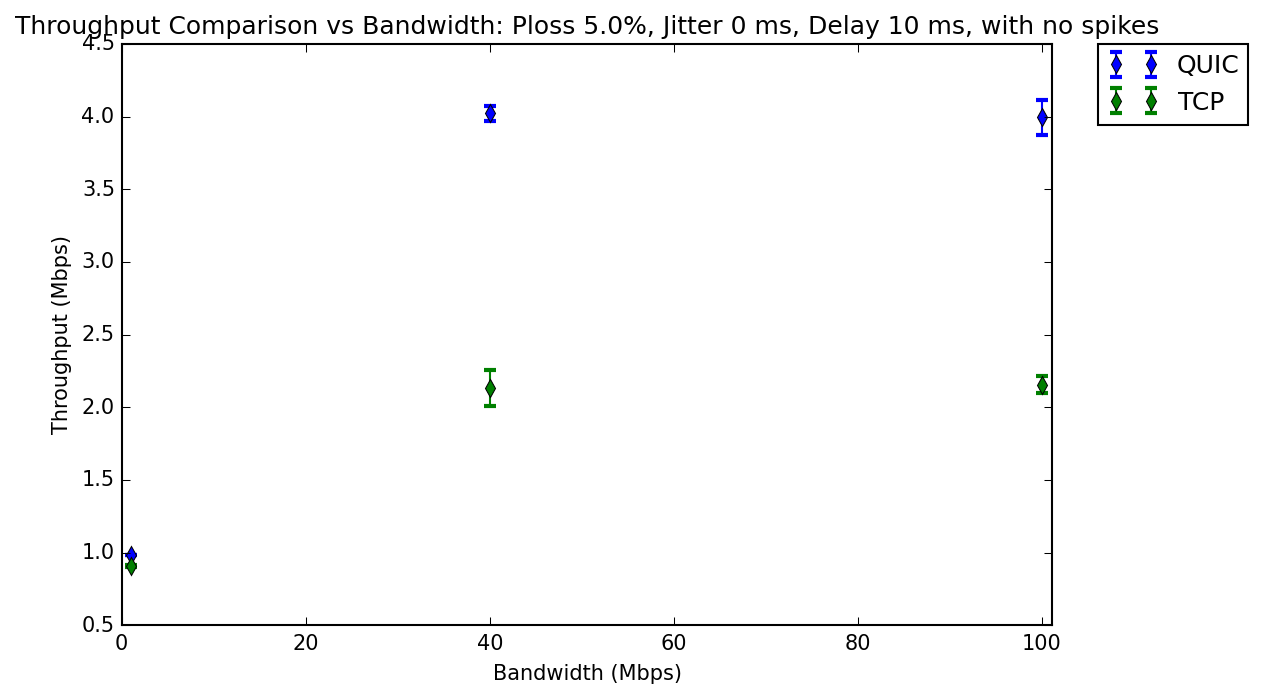 Throughput Comparison vs Bandwidth: Ploss 5.0%, Jitter 0 ms, Delay 10 ms, with no spikes
QUIC
TCP
4.5
4.0
3.5
3.0
2.5
2.0
1.5
1.0
0.5
Throughput (Mbps)
0 20 40 60 80 100
Bandwidth (Mbps)